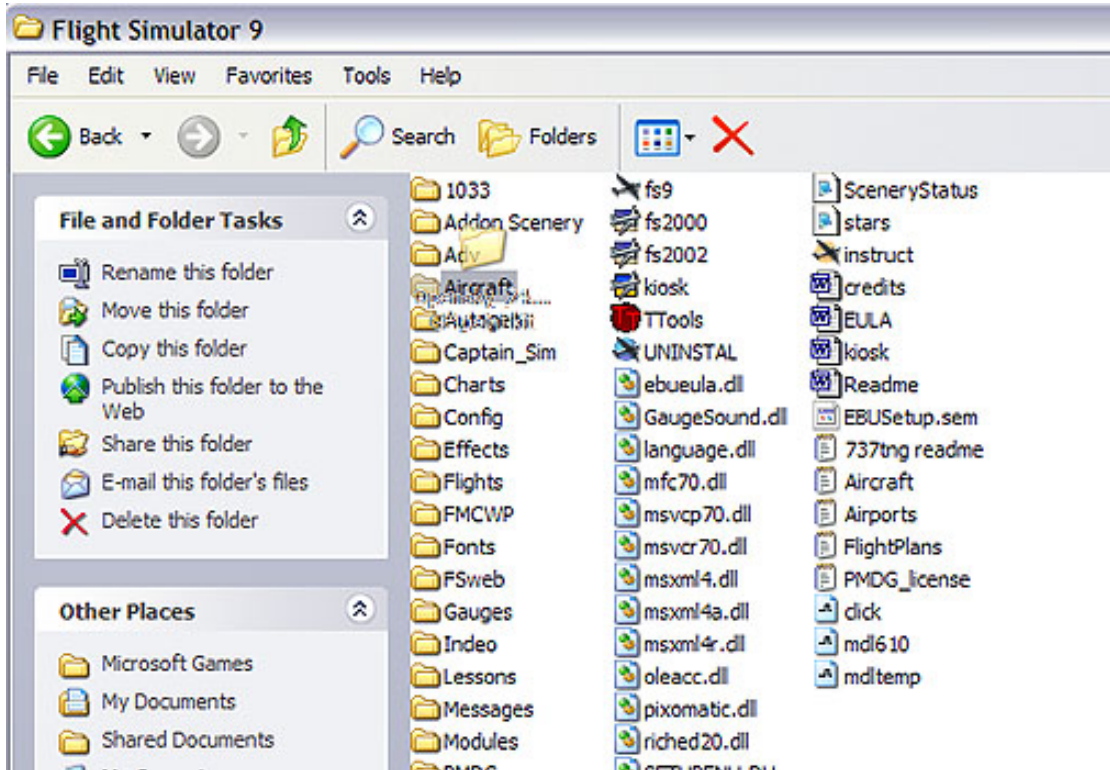 Flight Simulator 9
File Edit View Favorites Tools Help
Back Search Folders
File and Folder Tasks
Rename this folder
Move this folder
Copy this folder
Publish this folder to the
Web
Share this folder
E-mail this folder's files
Delete this folder
Other Places
Microsoft Games
My Documents
Shared Documents
1033
Addon Scenery
Adv
Aircraft
Captain_Sim
Charts
Config
Effects
Flights
FMCWP
Fonts
FSweb
Gauges
Indeo
Lessons
Messages
Modules
fs9
fs2000
fs2002
kiosk
TTools
UNINSTAL
ebueula.dll
GaugeSound.dll
language.dll
mfc70.dll
msvcp70.dll
msvcr70.dll
msxml4.dll
msxml4a.dll
msxml4r.dll
oleacc.dll
pixomatic.dll
riched20.dll
SceneryStatus
stars
instruct
credits
EULA
kiosk
Readme
EBUSetup.sem
737tng readme
Aircraft
Airports
FlightPlans
PMDG_license
click
mdl610
mdltemp